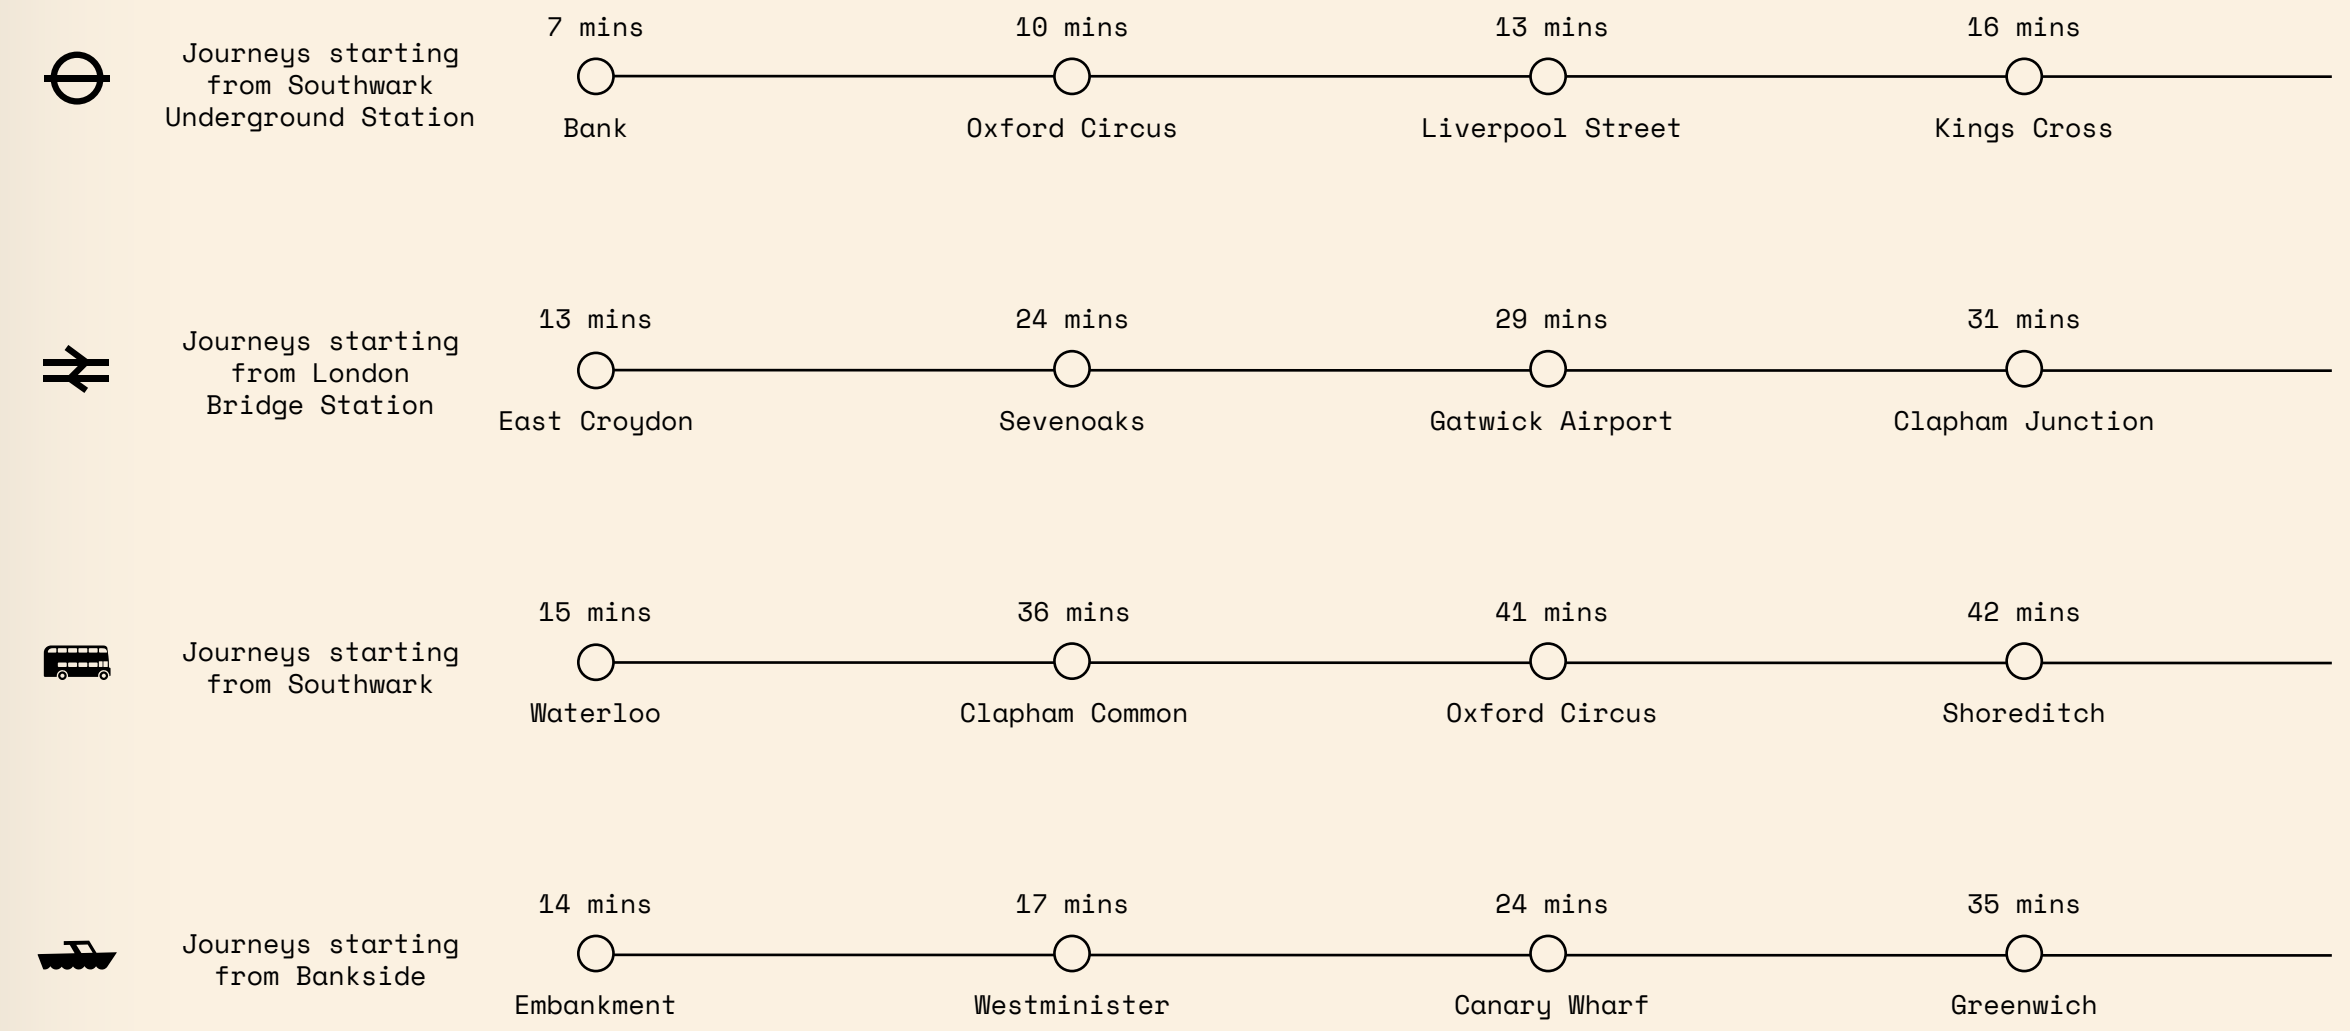 7 mins
10 mins
13 mins
16 mins
Journeys starting
from Southwark
Underground Station
Bank
Oxford Circus
Liverpool Street
Kings Cross
13 mins
24 mins
29 mins
31 mins
Journeys starting
from London
Bridge Station
East Croydon
Sevenoaks
Gatwick Airport
Clapham Junction
15 mins
36 mins
41 mins
42 mins
Journeys starting
from Southwark
Waterloo
Clapham Common
Oxford Circus
Shoreditch
14 mins
17 mins
24 mins
35 mins
Journeys starting
from Bankside
Embankment
Westminister
Canary Wharf
Greenwich